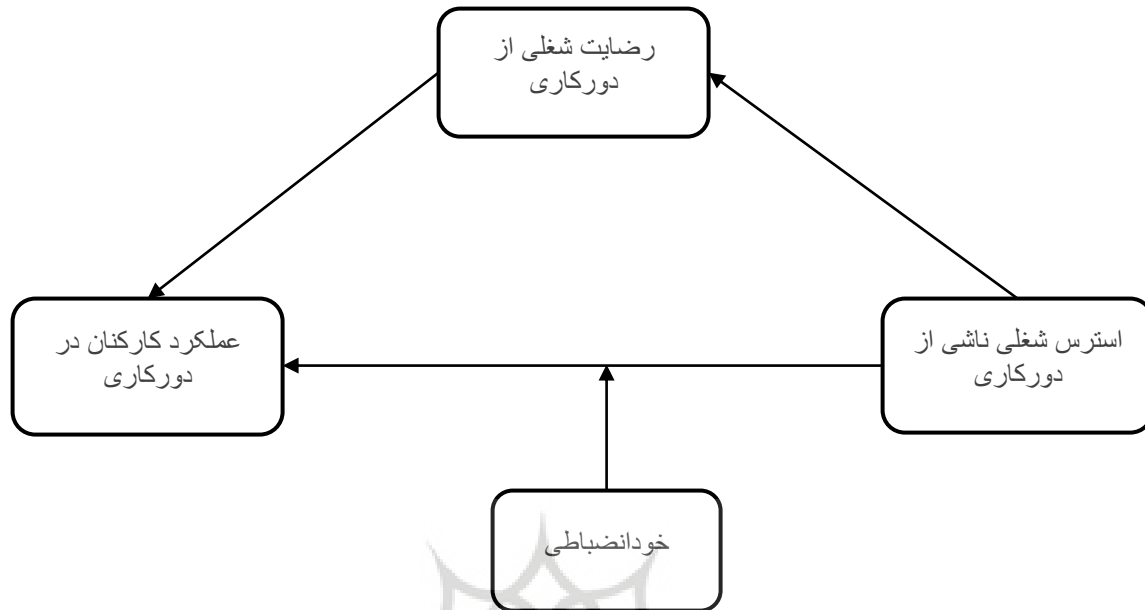 رضایت شغلی از
دورکاری
استرس شغلی ناشی از
دورکاری
عملکرد کارکنان در
دورکاری
خودانضباطی